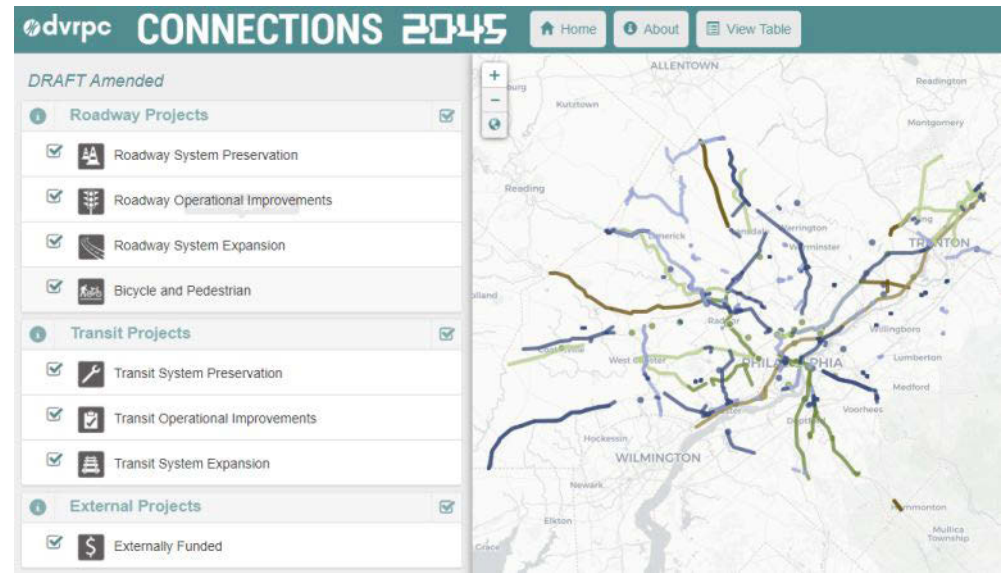 dvrpc CONNECTIONS 2045
Home
About
View Table
DRAFT Amended
Roadway Projects
Roadway System Preservation
Roadway Operational Improvements
Roadway System Expansion
Bicycle and Pedestrian
Transit Projects
Transit System Preservation
Transit Operational Improvements
Transit System Expansion
External Projects
Externally Funded
+
−
ALLENTOWN
Readington
Kutztown
Montgomery
Reading
Warrington
Warminster
TRENTON
Willingboro
West Chester
PHILADELPHIA
Lumberton
Medford
Voorhees
Deptford
Hockessin
WILMINGTON
Newark
Elkton
Hammonton
Mullica
Township